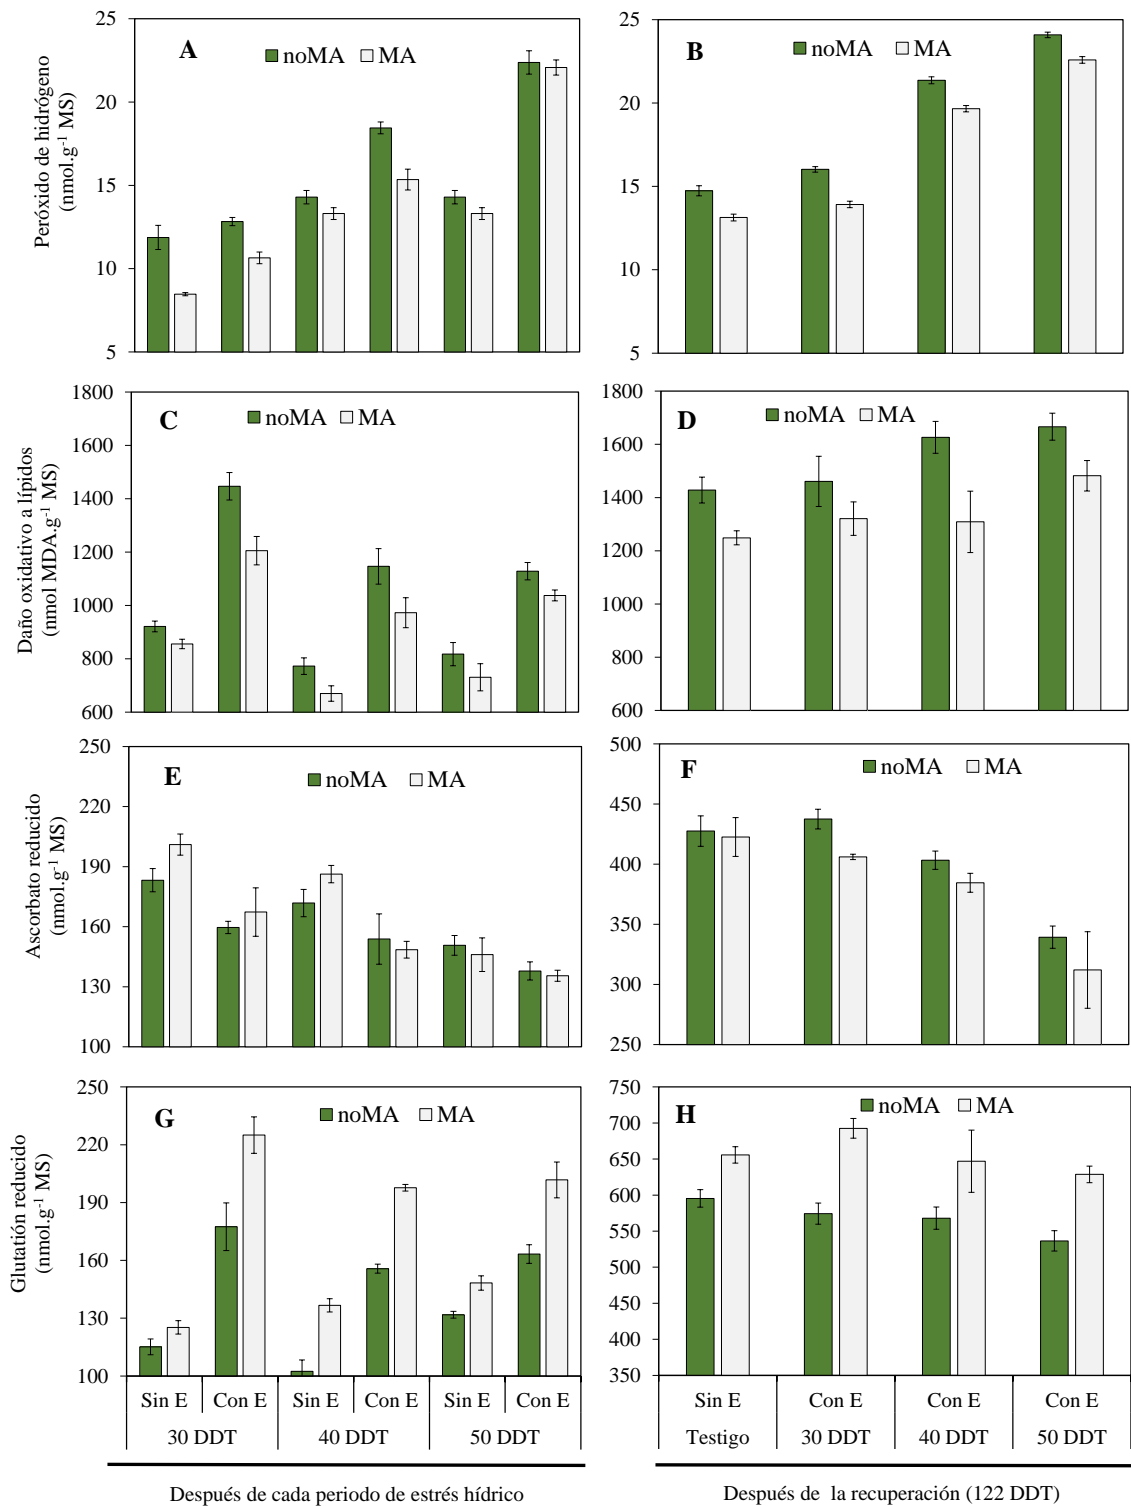 A
noMA MA
Peróxido de hidrógeno
(nmol.g-1 MS)
25
20
15
10
5
B
noMA MA
25
20
15
10
5
C
noMA MA
Daño oxidativo a lípidos
(nmol MDA.g-1 MS)
1800
1600
1400
1200
1000
800
600
D
noMA MA
1800
1600
1400
1200
1000
800
600
E
noMA MA
Ascorbato reducido
(nmol.g-1 MS)
250
220
190
160
130
100
F
noMA MA
500
450
400
350
300
250
G
noMA MA
Glutatión reducido
(nmol.g-1 MS)
250
220
190
160
130
100
Sin E Con E Sin E Con E Sin E Con E
30 DDT 40 DDT 50 DDT
Después de cada periodo de estrés hídrico
H
noMA MA
750
700
650
600
550
500
450
400
350
Sin E Con E Con E Con E
Testigo 30 DDT 40 DDT 50 DDT
Después de la recuperación (122 DDT)